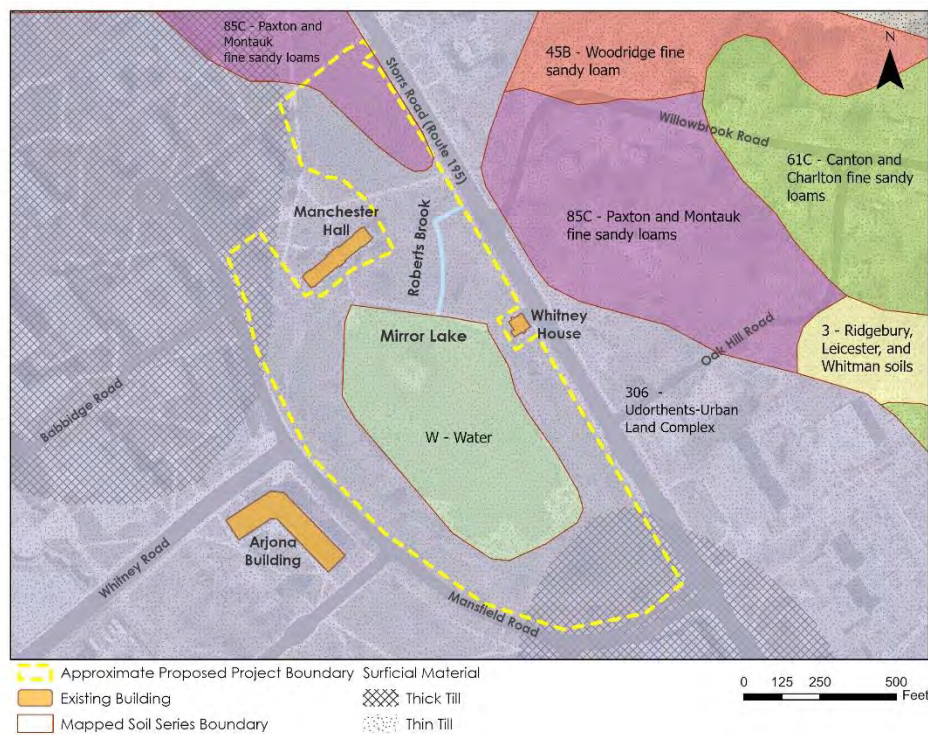 85C - Paxton and
Montauk
fine sandy loams
45B - Woodridge fine
sandy loam
N
Storrs Road (Route 195)
Willowbrook Road
61C - Canton and
Charlton fine sandy
loams
85C - Paxton and Montauk
fine sandy loams
Manchester
Hall
Roberts Brook
Whitney
House
Mirror Lake
Oak Hill Road
3 - Ridgebury,
Leicester, and
Whitman soils
306 -
Udorthents-Urban
Land Complex
Babbidge Road
W - Water
Arjona
Building
Whitney Road
Mansfield Road
Approximate Proposed Project Boundary
Surficial Material
Existing Building
Thick Till
Mapped Soil Series Boundary
Thin Till
0 125 250 500
Feet